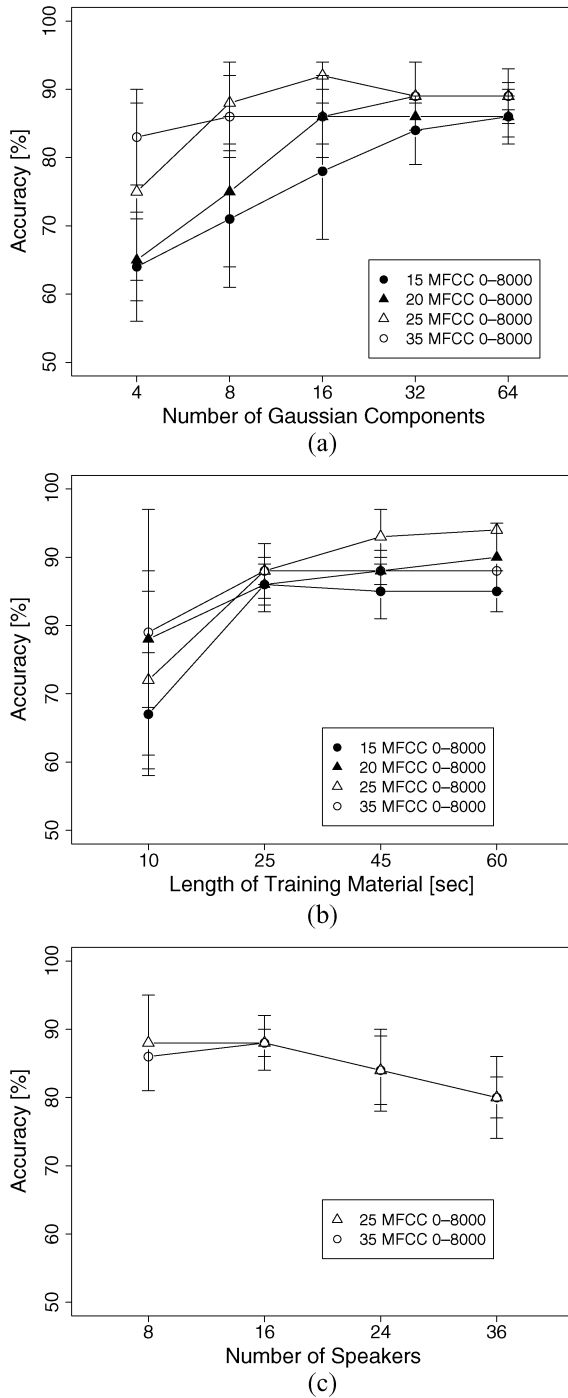 100
90
80
70
60
50
Accuracy [%]
15 MFCC 0–8000
20 MFCC 0–8000
25 MFCC 0–8000
35 MFCC 0–8000
4 8 16 32 64
Number of Gaussian Components
(a)
100
90
80
70
60
50
Accuracy [%]
15 MFCC 0–8000
20 MFCC 0–8000
25 MFCC 0–8000
35 MFCC 0–8000
10 25 45 60
Length of Training Material [sec]
(b)
100
90
80
70
60
50
Accuracy [%]
25 MFCC 0–8000
35 MFCC 0–8000
8 16 24 36
Number of Speakers
(c)